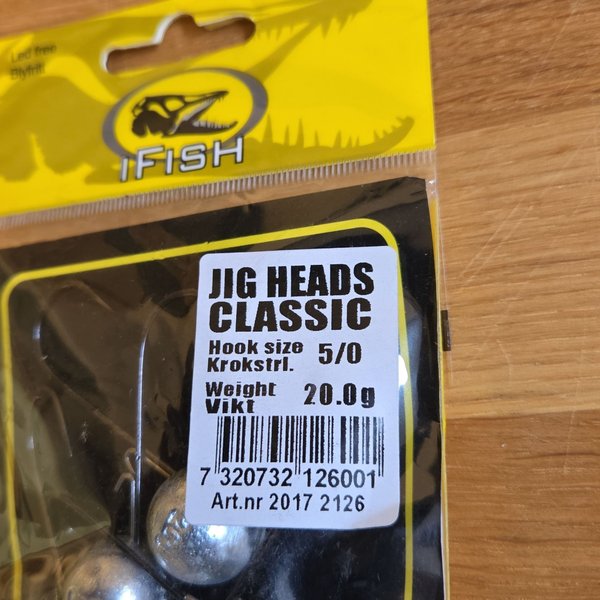 Led free
Blyfritt
IFISH
JIG HEADS
CLASSIC
Hook size 5/0
Krokstrl.
Weight 20.0g
Vikt
7 320732 126001
Art.nr 2017 2126